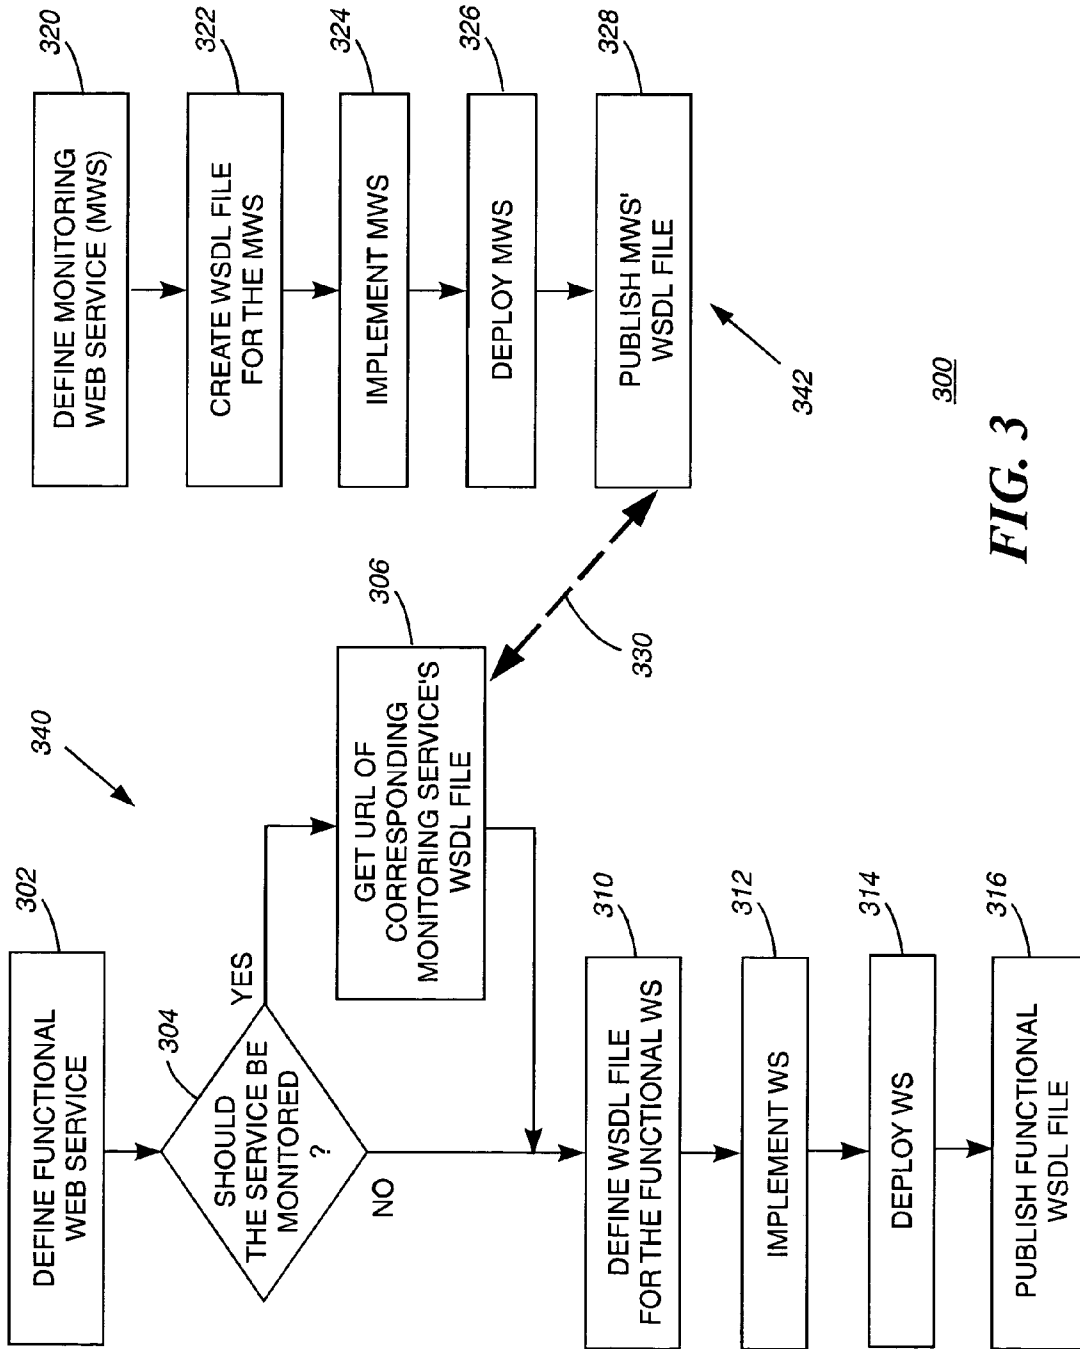 302
DEFINE FUNCTIONAL
WEB SERVICE
304
SHOULD
THE SERVICE BE
MONITORED
?
YES
NO
340
306
GET URL OF
CORRESPONDING
MONITORING SERVICE'S
WSDL FILE
310
DEFINE WSDL FILE
FOR THE FUNCTIONAL WS
312
IMPLEMENT WS
314
DEPLOY WS
316
PUBLISH FUNCTIONAL
WSDL FILE
330
320
DEFINE MONITORING
WEB SERVICE (MWS)
322
CREATE WSDL FILE
FOR THE MWS
324
IMPLEMENT MWS
326
DEPLOY MWS
328
PUBLISH MWS'
WSDL FILE
342
300
FIG. 3